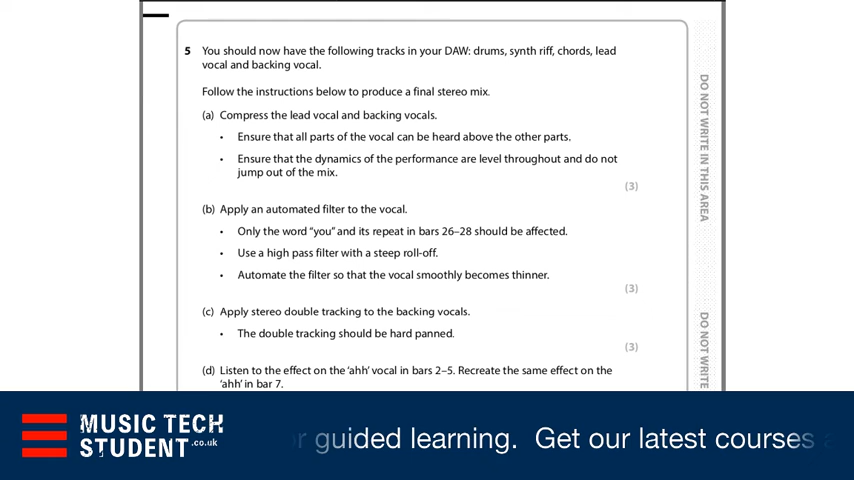 5 You should now have the following tracks in your DAW: drums, synth riff, chords, lead
vocal and backing vocal.
Follow the instructions below to produce a final stereo mix.
(a) Compress the lead vocal and backing vocals.
• Ensure that all parts of the vocal can be heard above the other parts.
• Ensure that the dynamics of the performance are level throughout and do not
jump out of the mix.
(3)
(b) Apply an automated filter to the vocal.
• Only the word “you” and its repeat in bars 26–28 should be affected.
• Use a high pass filter with a steep roll-off.
• Automate the filter so that the vocal smoothly becomes thinner.
(3)
(c) Apply stereo double tracking to the backing vocals.
• The double tracking should be hard panned.
(3)
(d) Listen to the effect on the ‘ahh’ vocal in bars 2–5. Recreate the same effect on the
‘ahh’ in bar 7.
DO NOT WRITE IN THIS AREA
DO NOT WRITE
MUSIC TECH
STUDENT.co.uk
guided learning. Get our latest courses